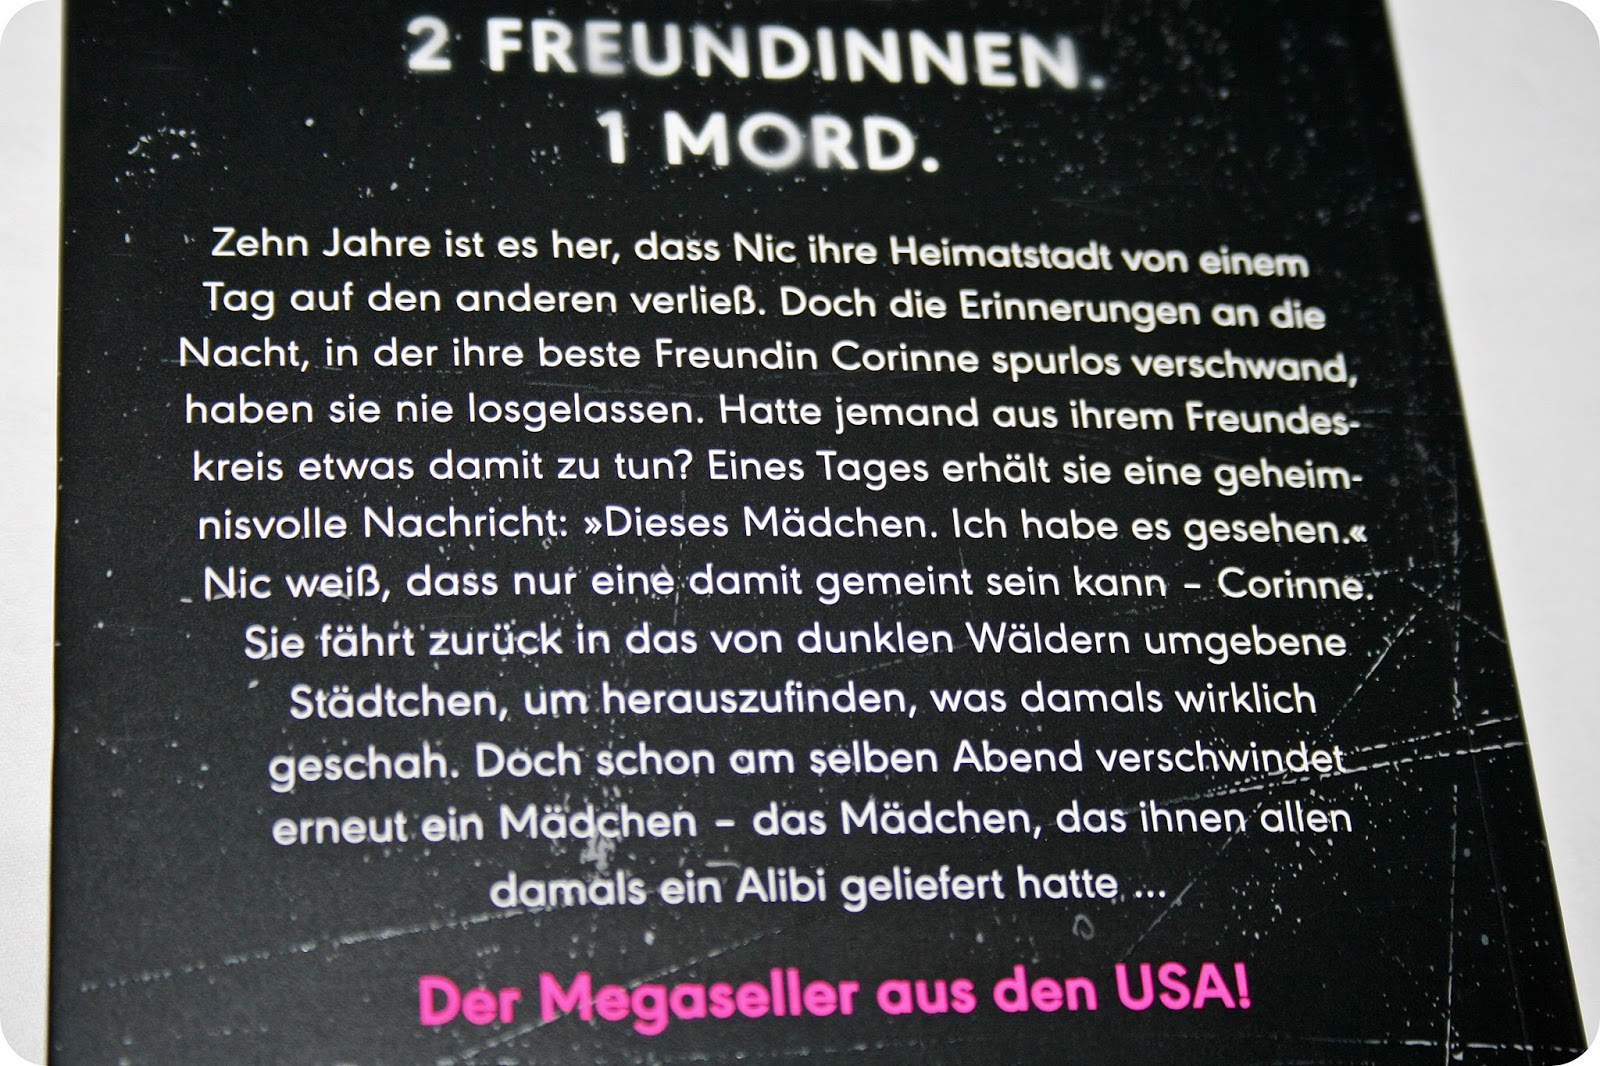 2 FREUNDINNEN.
1 MORD.
Zehn Jahre ist es her, dass Nic ihre Heimatstadt von einem
Tag auf den anderen verließ. Doch die Erinnerungen an die
Nacht, in der ihre beste Freundin Corinne spurlos verschwand,
haben sie nie losgelassen. Hatte jemand aus ihrem Freundes-
kreis etwas damit zu tun? Eines Tages erhält sie eine geheim-
nisvolle Nachricht: »Dieses Mädchen. Ich habe es gesehen.«
Nic weiß, dass nur eine damit gemeint sein kann – Corinne.
Sie fährt zurück in das von dunklen Wäldern umgebene
Städtchen, um herauszufinden, was damals wirklich
geschah. Doch schon am selben Abend verschwindet
erneut ein Mädchen – das Mädchen, das ihnen allen
damals ein Alibi geliefert hatte ...
Der Megaseller aus den USA!